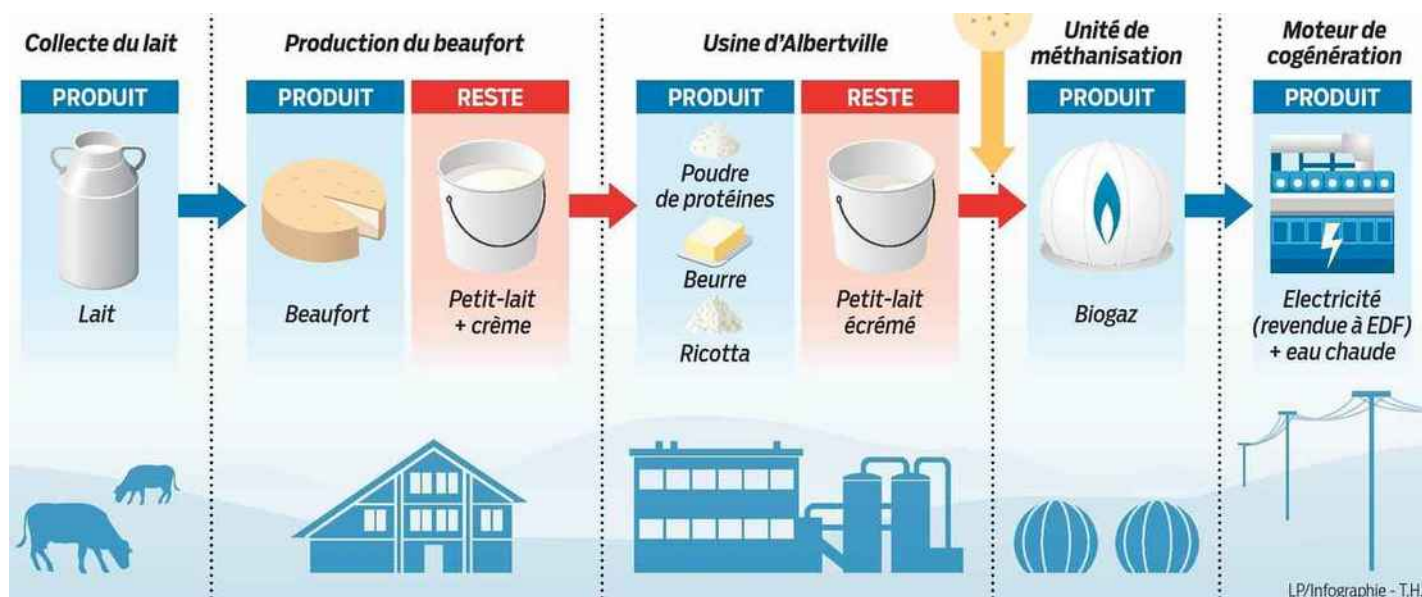 Collecte du lait
PRODUIT
Lait
Production du beaufort
PRODUIT
Beaufort
RESTE
Petit-lait
+ crème
Usine d'Albertville
PRODUIT
Poudre
de protéines
Beurre
Ricotta
RESTE
Petit-lait
écrémé
Unité de
méthanisation
PRODUIT
Biogaz
Moteur de
cogénération
PRODUIT
Electricité
(revendue à EDF)
+ eau chaude
LP/Infographie - T.H.